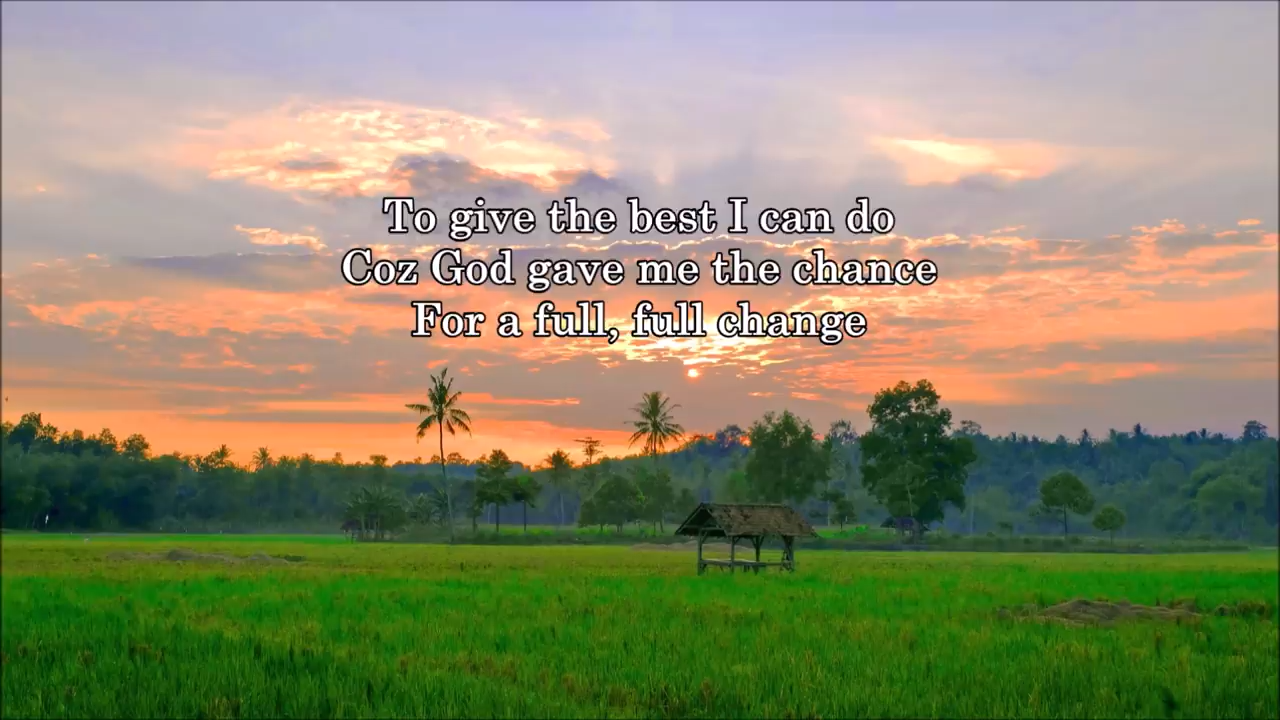 To give the best I can do
Coz God gave me the chance
For a full, full change